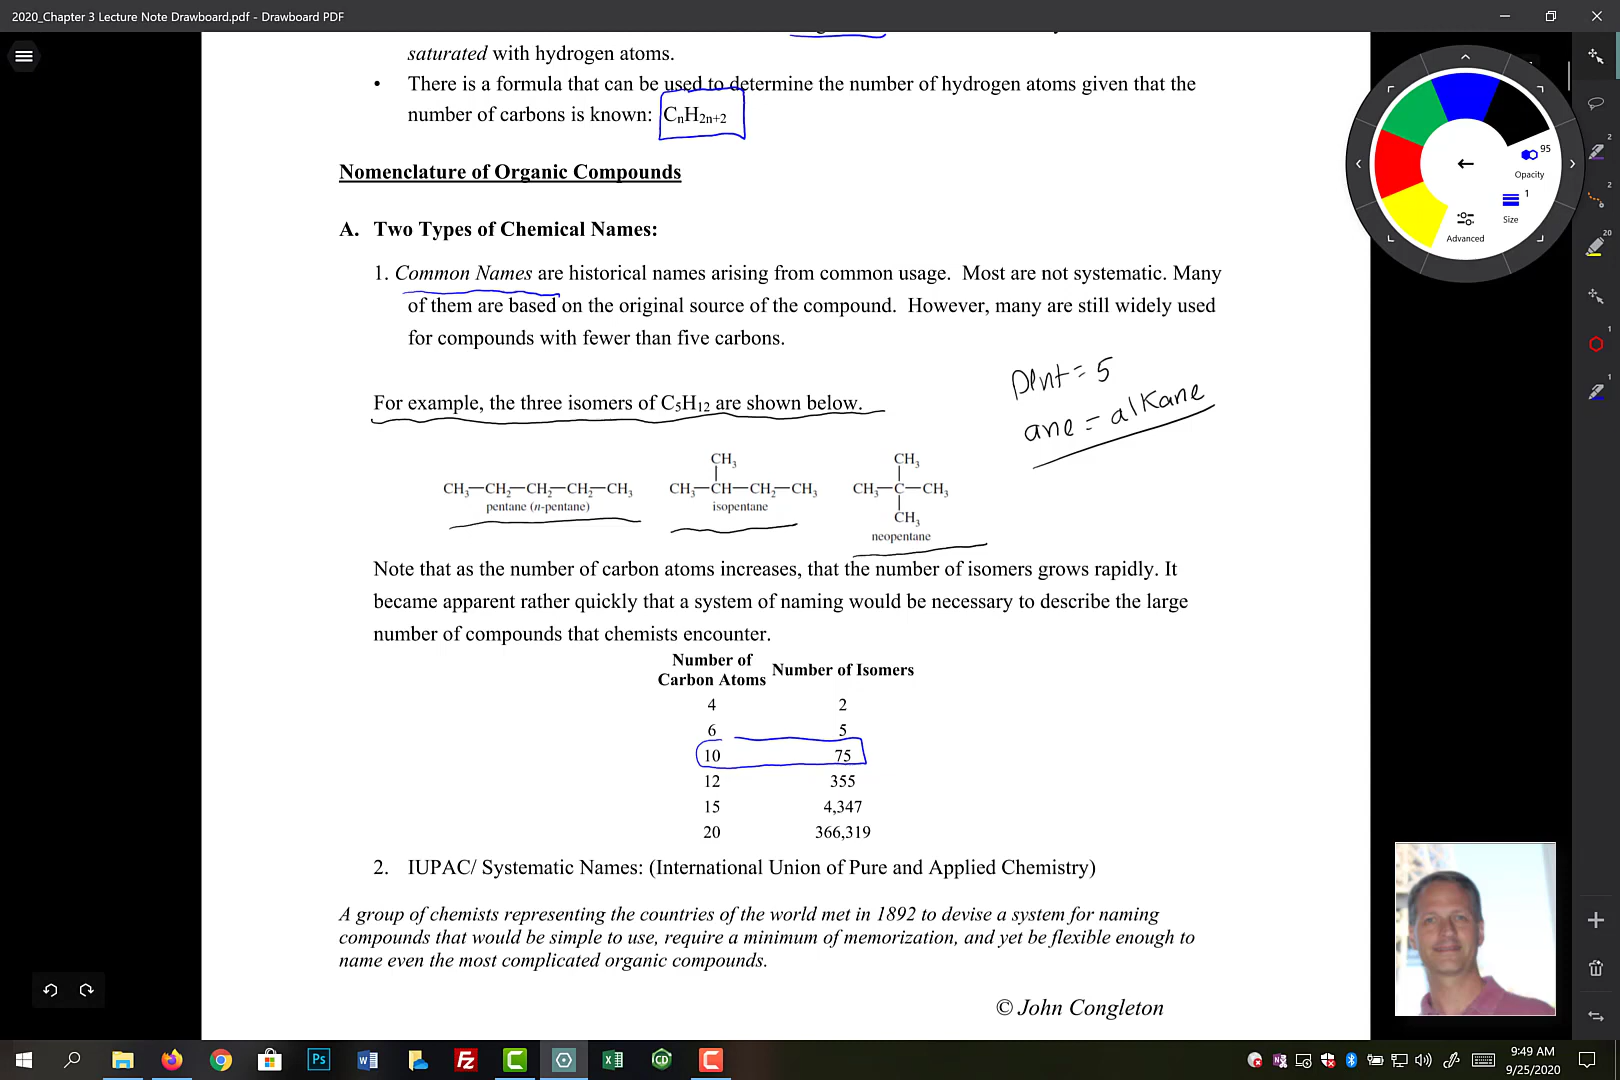 2020_Chapter 3 Lecture Note Drawboard.pdf - Drawboard PDF
saturated with hydrogen atoms.
• There is a formula that can be used to determine the number of hydrogen atoms given that the
number of carbons is known: CnH2n+2
Nomenclature of Organic Compounds
A. Two Types of Chemical Names:
1. Common Names are historical names arising from common usage. Most are not systematic. Many
of them are based on the original source of the compound. However, many are still widely used
for compounds with fewer than five carbons.
pent = 5
ane = alkane
For example, the three isomers of C5H12 are shown below.
CH3 CH3
CH3—CH2—CH2—CH2—CH3 CH3—CH—CH2—CH3 CH3—C—CH3
pentane (n-pentane) isopentane
CH3
neopentane
Note that as the number of carbon atoms increases, that the number of isomers grows rapidly. It
became apparent rather quickly that a system of naming would be necessary to describe the large
number of compounds that chemists encounter.
Number of
Carbon Atoms Number of Isomers
4 2
6 5
10 75
12 355
15 4,347
20 366,319
2. IUPAC/ Systematic Names: (International Union of Pure and Applied Chemistry)
A group of chemists representing the countries of the world met in 1892 to devise a system for naming
compounds that would be simple to use, require a minimum of memorization, and yet be flexible enough to
name even the most complicated organic compounds.
© John Congleton
95
Opacity
1
Size
Advanced
2
2
20
1
1
Ps
Fz
CD
9:49 AM
9/25/2020